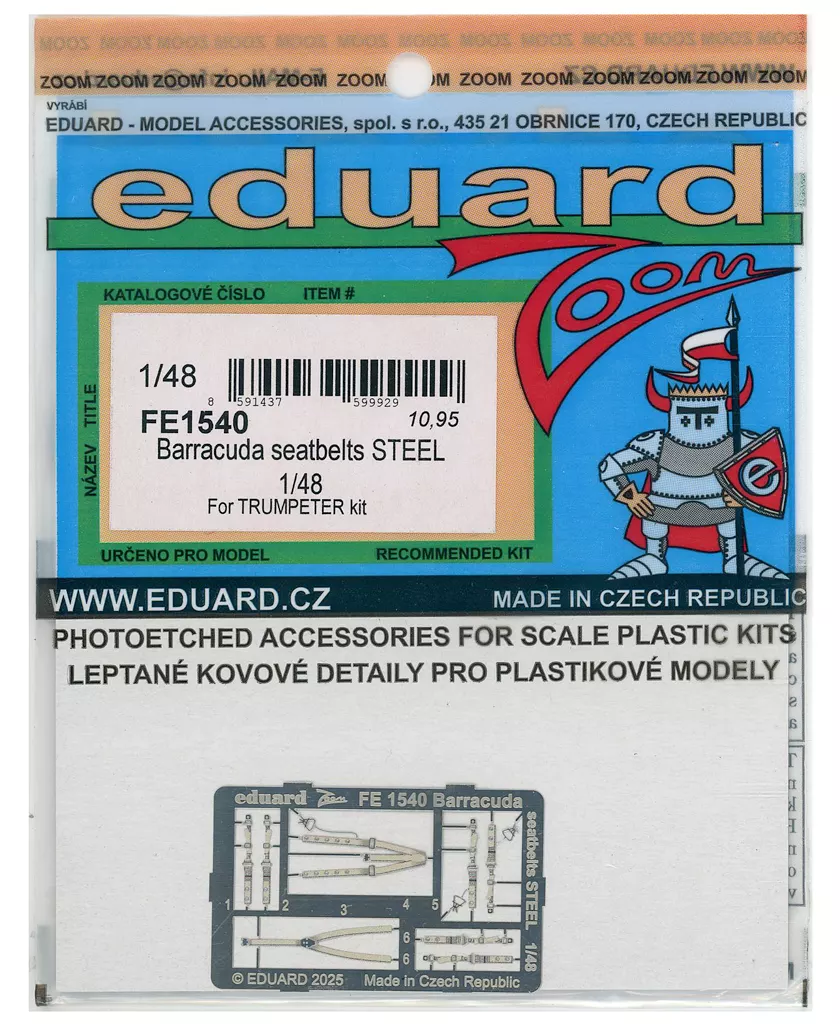 ZOOM ZOOM ZOOM ZOOM ZOOM ZOOM ZOOM ZOOM ZOOM ZOOM ZOOM ZOOM
VYRÁBÍ
EDUARD - MODEL ACCESSORIES, spol. s r.o., 435 21 OBRNICE 170, CZECH REPUBLIC
eduard
Zoom
KATALOGOVÉ ČÍSLO ITEM #
1/48
8 591437 599929
FE1540 10,95
Barracuda seatbelts STEEL
1/48
For TRUMPETER kit
NÁZEV TITLE
e
URČENO PRO MODEL RECOMMENDED KIT
WWW.EDUARD.CZ MADE IN CZECH REPUBLIC
PHOTOETCHED ACCESSORIES FOR SCALE PLASTIC KITS
LEPTANÉ KOVOVÉ DETAILY PRO PLASTIKOVÉ MODELY
eduard Zoom FE 1540 Barracuda
seatbelts STEEL 1/48
1 2 3 4 5
6
6
© EDUARD 2025 Made in Czech Republic